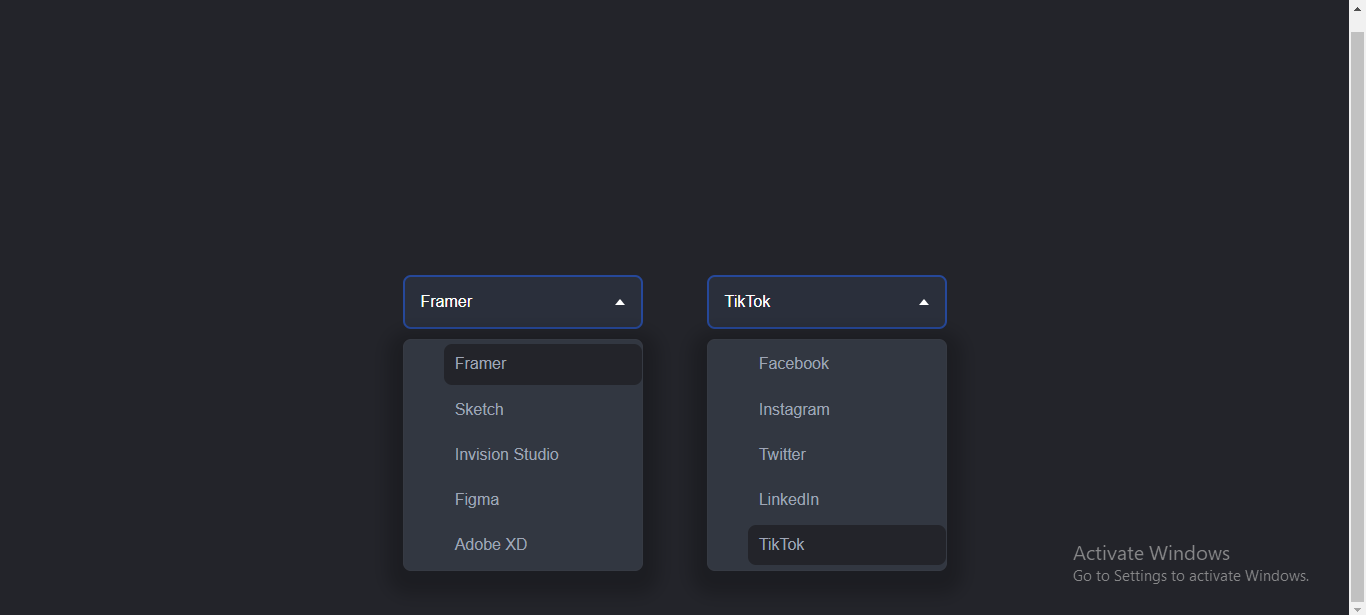 Framer
TikTok
Framer
Sketch
Invision Studio
Figma
Adobe XD
Facebook
Instagram
Twitter
LinkedIn
TikTok
Activate Windows
Go to Settings to activate Windows.